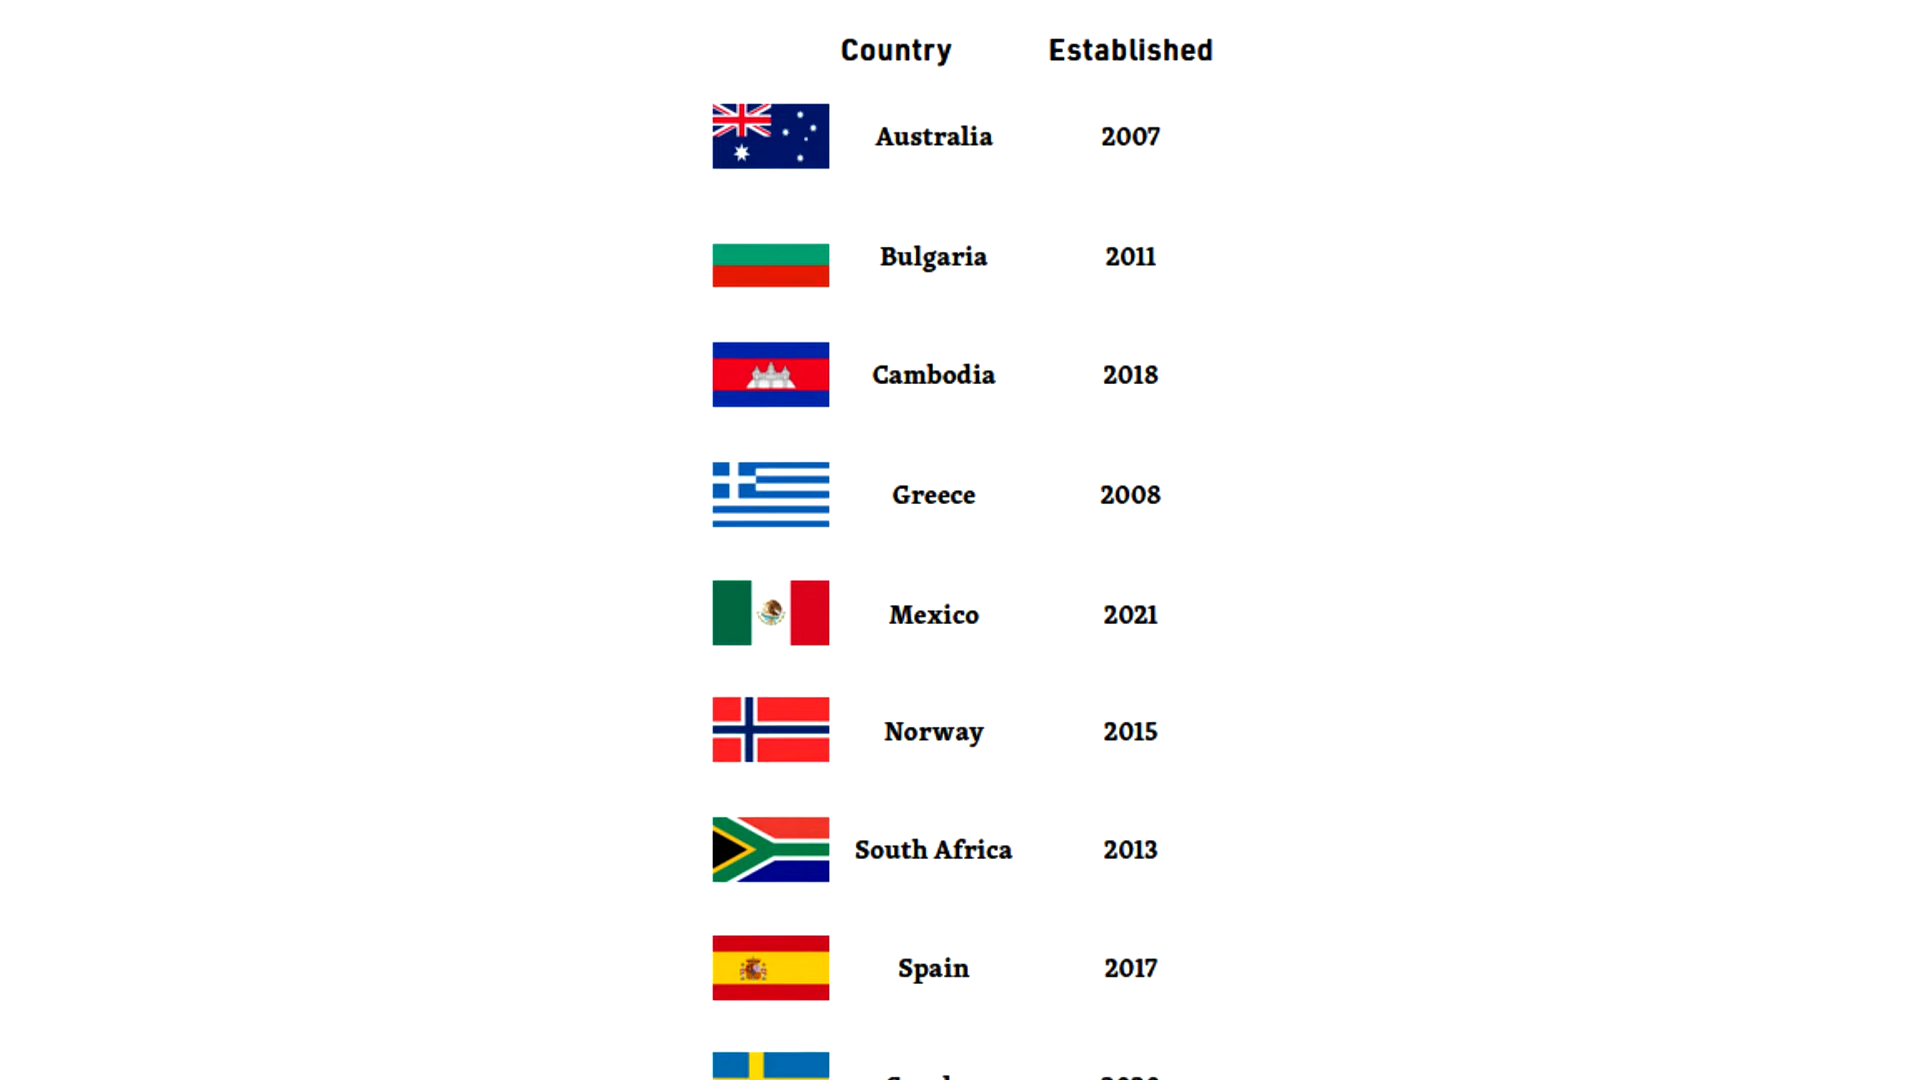 Country Established
Australia 2007
Bulgaria 2011
Cambodia 2018
Greece 2008
Mexico 2021
Norway 2015
South Africa 2013
Spain 2017